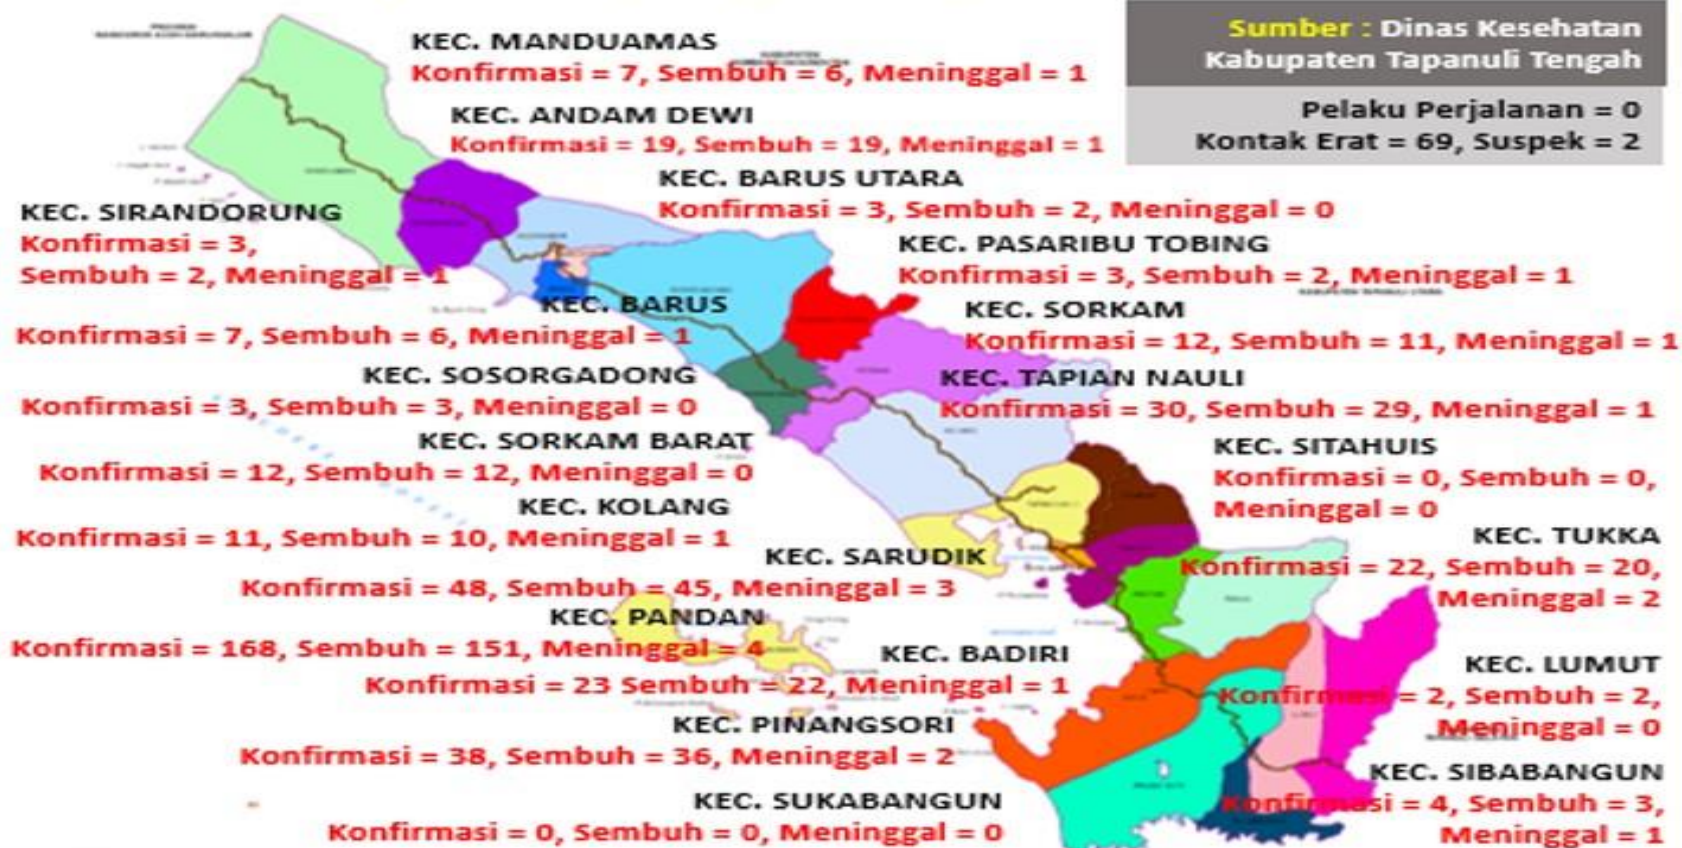 Sumber : Dinas Kesehatan
Kabupaten Tapanuli Tengah
Pelaku Perjalanan = 0
Kontak Erat = 69, Suspek = 2
KEC. MANDUAMAS
Konfirmasi = 7, Sembuh = 6, Meninggal = 1
KEC. ANDAM DEWI
Konfirmasi = 19, Sembuh = 19, Meninggal = 1
KEC. BARUS UTARA
Konfirmasi = 3, Sembuh = 2, Meninggal = 0
KEC. SIRANDORUNG
Konfirmasi = 3,
Sembuh = 2, Meninggal = 1
KEC. PASARIBU TOBING
Konfirmasi = 3, Sembuh = 2, Meninggal = 1
KEC. BARUS
Konfirmasi = 7, Sembuh = 6, Meninggal = 1
KEC. SORKAM
Konfirmasi = 12, Sembuh = 11, Meninggal = 1
KEC. SOSORGADONG
Konfirmasi = 3, Sembuh = 3, Meninggal = 0
KEC. TAPIAN NAULI
Konfirmasi = 30, Sembuh = 29, Meninggal = 1
KEC. SORKAM BARAT
Konfirmasi = 12, Sembuh = 12, Meninggal = 0
KEC. SITAHUIS
Konfirmasi = 0, Sembuh = 0,
Meninggal = 0
KEC. KOLANG
Konfirmasi = 11, Sembuh = 10, Meninggal = 1
KEC. TUKKA
Konfirmasi = 22, Sembuh = 20,
Meninggal = 2
KEC. SARUDIK
Konfirmasi = 48, Sembuh = 45, Meninggal = 3
KEC. PANDAN
Konfirmasi = 168, Sembuh = 151, Meninggal = 4
KEC. BADIRI
Konfirmasi = 23 Sembuh = 22, Meninggal = 1
KEC. LUMUT
Konfirmasi = 2, Sembuh = 2,
Meninggal = 0
KEC. PINANGSORI
Konfirmasi = 38, Sembuh = 36, Meninggal = 2
KEC. SIBABANGUN
Konfirmasi = 4, Sembuh = 3,
Meninggal = 1
KEC. SUKABANGUN
Konfirmasi = 0, Sembuh = 0, Meninggal = 0